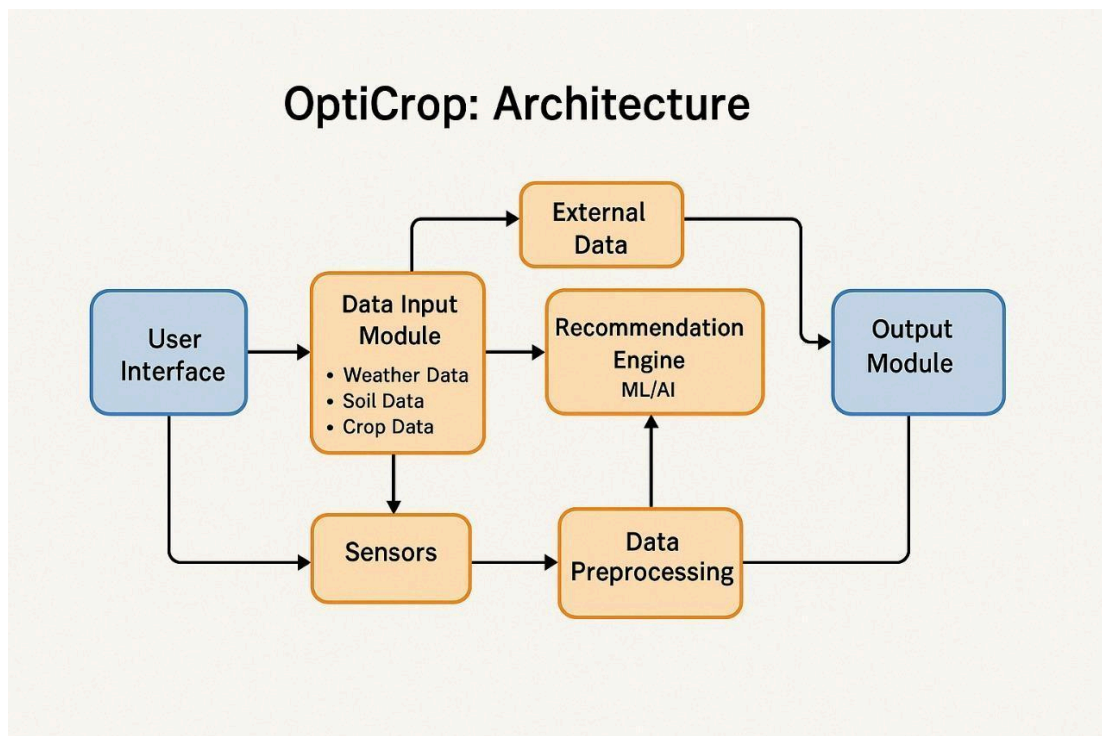 OptiCrop: Architecture
External
Data
User
Interface
Data Input
Module
• Weather Data
• Soil Data
• Crop Data
Recommendation
Engine
ML/AI
Output
Module
Sensors
Data
Preprocessing